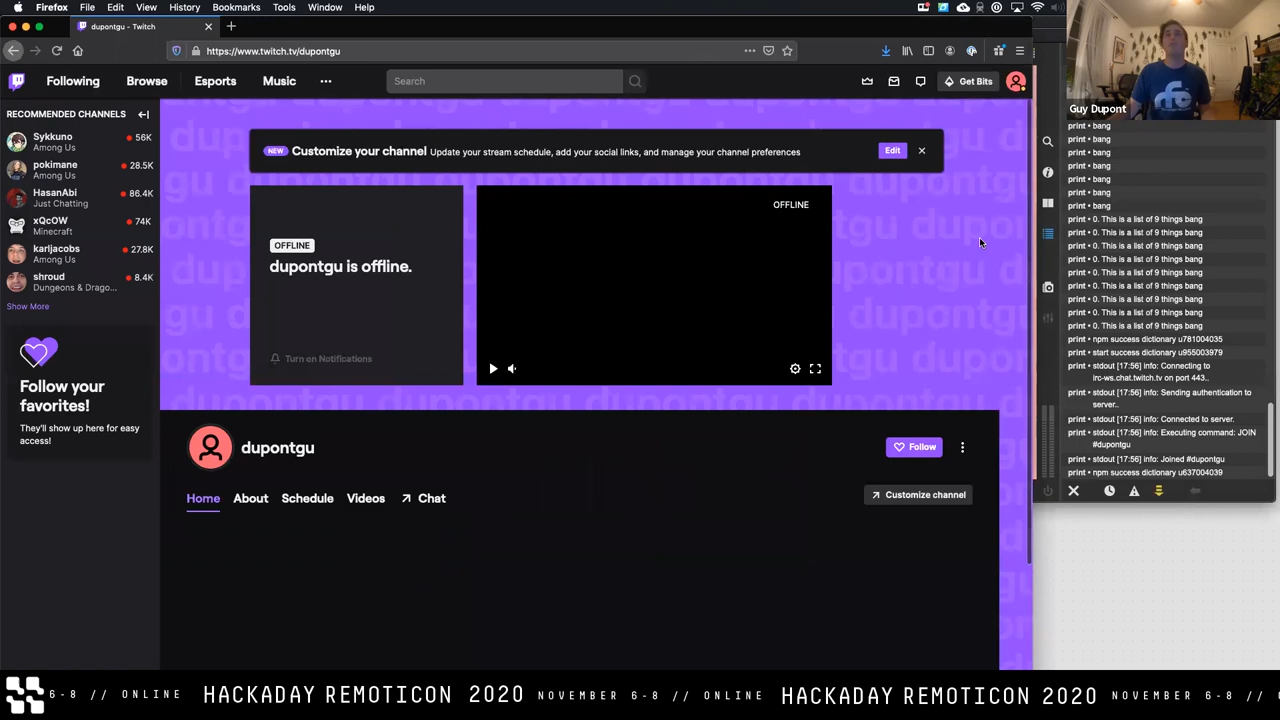 Firefox File Edit View History Bookmarks Tools Window Help
dupontgu - Twitch
https://www.twitch.tv/dupontgu
Following Browse Esports Music
Search
Get Bits
Guy Dupont
RECOMMENDED CHANNELS
Sykkuno 56K
Among Us
pokimane 28.5K
Among Us
HasanAbi 86.4K
Just Chatting
xQcOW 74K
Minecraft
karljacobs 27.8K
Among Us
shroud 8.4K
Dungeons & Drago...
Show More
Follow your
favorites!
They'll show up here for easy
access!
NEW Customize your channel Update your stream schedule, add your social links, and manage your channel preferences
Edit
OFFLINE
dupontgu is offline.
Turn on Notifications
OFFLINE
dupontgu
Follow
Home About Schedule Videos Chat
Customize channel
print • bang
print • bang
print • bang
print • bang
print • bang
print • bang
print • bang
print • 0. This is a list of 9 things bang
print • 0. This is a list of 9 things bang
print • 0. This is a list of 9 things bang
print • 0. This is a list of 9 things bang
print • 0. This is a list of 9 things bang
print • 0. This is a list of 9 things bang
print • 0. This is a list of 9 things bang
print • 0. This is a list of 9 things bang
print • 0. This is a list of 9 things bang
print • npm success dictionary u781004035
print • start success dictionary u955003979
print • stdout [17:56] info: Connecting to
irc-ws.chat.twitch.tv on port 443..
print • stdout [17:56] info: Sending authentication to
server..
print • stdout [17:56] info: Connected to server.
print • stdout [17:56] info: Executing command: JOIN
#dupontgu
print • stdout [17:56] info: Joined #dupontgu
print • npm success dictionary u637004039
6-8 // ONLINE HACKADAY REMOTICON 2020 NOVEMBER 6-8 // ONLINE HACKADAY REMOTICON 2020 NOVEMBER 6-8 //